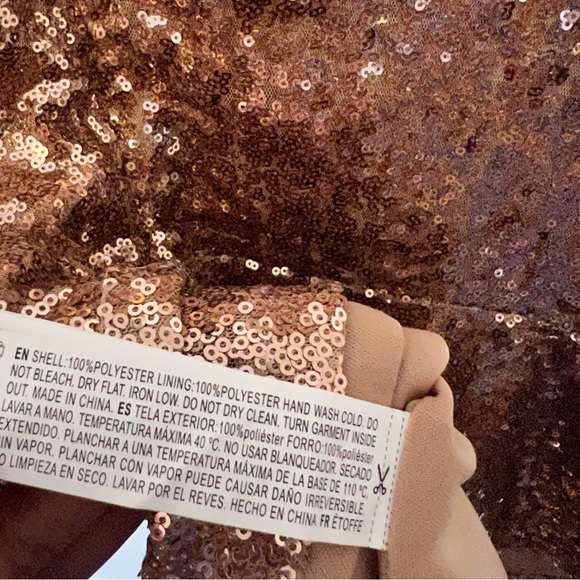 EN SHELL:100%POLYESTER LINING:100%POLYESTER HAND WASH COLD. DO
NOT BLEACH. DRY FLAT. IRON LOW. DO NOT DRY CLEAN. TURN GARMENT INSIDE
OUT. MADE IN CHINA. ES TELA EXTERIOR:100%poliéster FORRO:100%poliéster
LAVAR A MANO, TEMPERATURA MÁXIMA 40 ºC. NO USAR BLANQUEADOR. SECADO
EXTENDIDO. PLANCHAR A UNA TEMPERATURA MÁXIMA DE LA BASE DE 110 ºC
SIN VAPOR. PLANCHAR CON VAPOR PUEDE CAUSAR DAÑO IRREVERSIBLE.
LIMPIEZA EN SECO. LAVAR POR EL REVES. HECHO EN CHINA FR ÉTOFFE